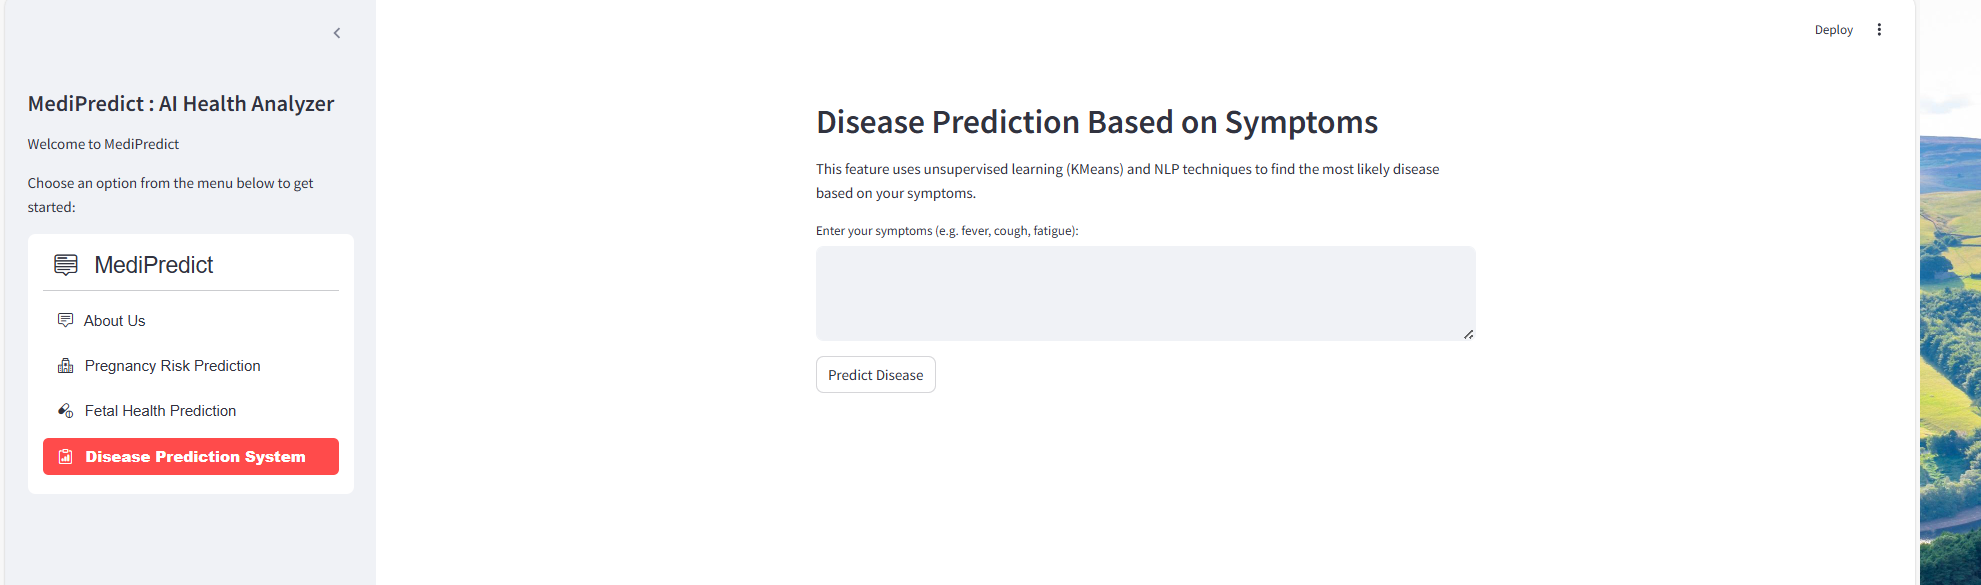 MediPredict : AI Health Analyzer
Welcome to MediPredict
Choose an option from the menu below to get
started:
MediPredict
About Us
Pregnancy Risk Prediction
Fetal Health Prediction
Disease Prediction System
Deploy
Disease Prediction Based on Symptoms
This feature uses unsupervised learning (KMeans) and NLP techniques to find the most likely disease
based on your symptoms.
Enter your symptoms (e.g. fever, cough, fatigue):
Predict Disease